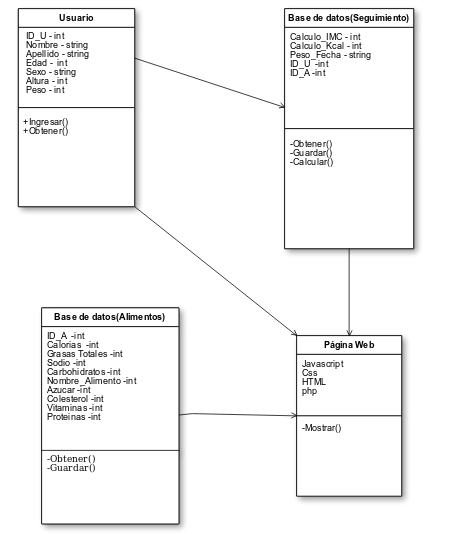 Usuario
ID_U - int
Nombre - string
Apellido - string
Edad - int
Sexo - string
Altura - int
Peso - int
+Ingresar()
+Obtener()
Base de datos(Seguimiento)
Calculo_IMC - int
Calculo_Kcal - int
Peso_Fecha - string
ID_U -int
ID_A -int
-Obtener()
-Guardar()
-Calcular()
Base de datos(Alimentos)
ID_A -int
Calorias -int
Grasas Totales -int
Sodio -int
Carbohidratos -int
Nombre_Alimento -int
Azucar -int
Colesterol -int
Vitaminas -int
Proteinas -int
-Obtener()
-Guardar()
Página Web
Javascript
Css
HTML
php
-Mostrar()